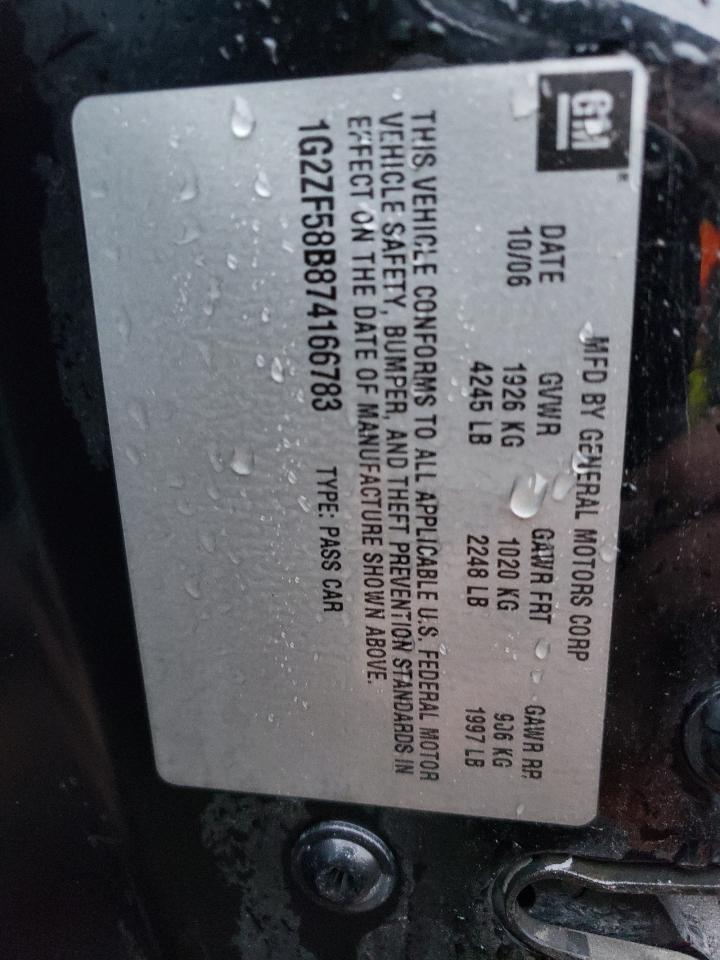 GM
MFD BY GENERAL MOTORS CORP
DATE GVWR GAWR FRT GAWR RR
10/06 1926 KG 1020 KG 906 KG
4245 LB 2248 LB 1997 LB
THIS VEHICLE CONFORMS TO ALL APPLICABLE U.S. FEDERAL MOTOR
VEHICLE SAFETY, BUMPER, AND THEFT PREVENTION STANDARDS IN
EFFECT ON THE DATE OF MANUFACTURE SHOWN ABOVE.
1G2ZF58B874166783 TYPE: PASS CAR